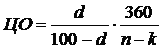 ЦО = d / (100 – d) · 360 / (n – k)